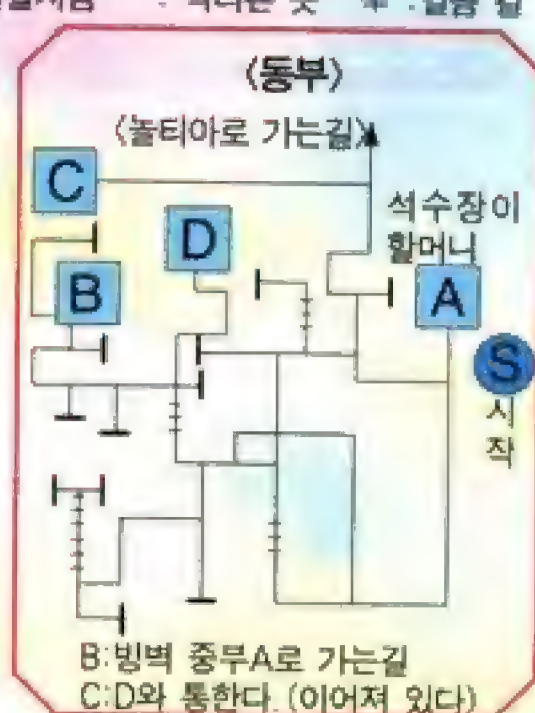 <동부>
<놀티아로 가는길>
C
석수장이
할머니
D
B
A
S
시
작
B:빙벽 중부A로 가는길
C:D와 통한다. (이어져 있다)